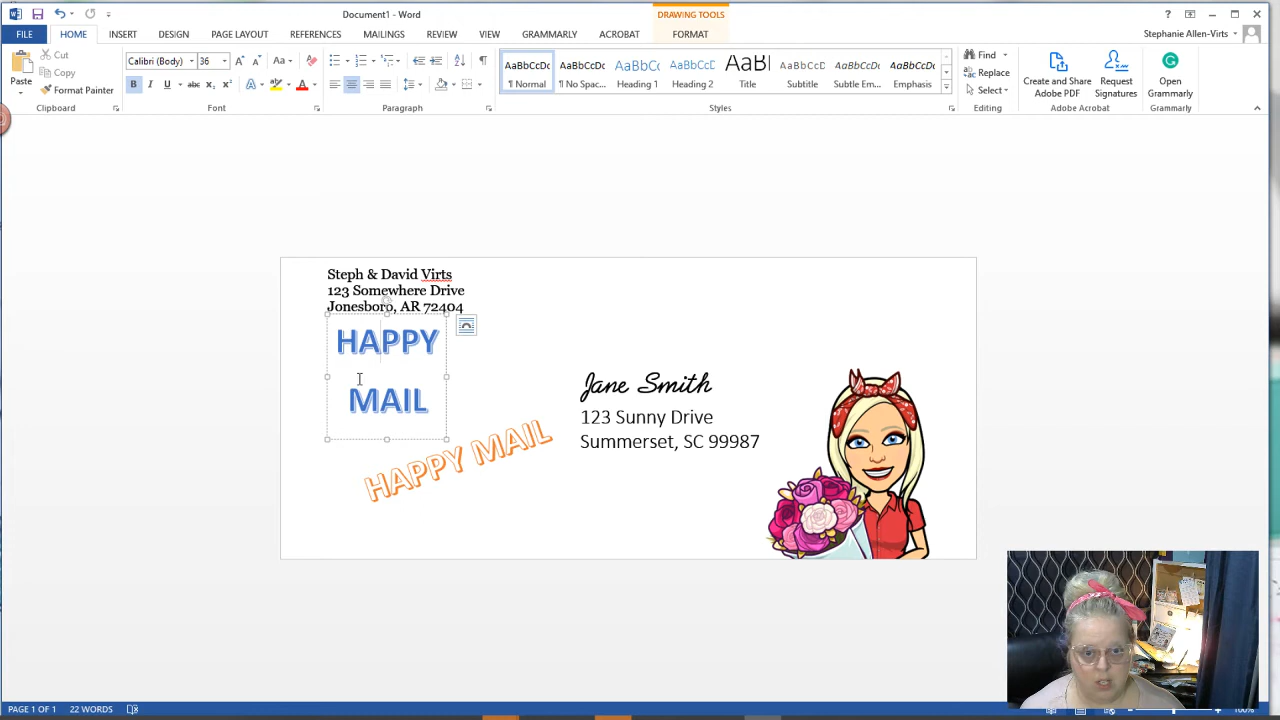 Document1 - Word
DRAWING TOOLS
FILE
HOME
INSERT
DESIGN
PAGE LAYOUT
REFERENCES
MAILINGS
REVIEW
VIEW
GRAMMARLY
ACROBAT
FORMAT
Stephanie Allen-Virts
Paste
Cut
Copy
Format Painter
Clipboard
Calibri (Body)
36
Font
Paragraph
AaBbCcDc
¶ Normal
AaBbCcDc
¶ No Spac...
AaBbCc
Heading 1
AaBbCc
Heading 2
AaBl
Title
AaBbCcD
Subtitle
AaBbCcDc
Subtle Em...
AaBbCcDc
Emphasis
Styles
Find
Replace
Select
Editing
Create and Share
Adobe PDF
Request
Signatures
Adobe Acrobat
Open
Grammarly
Grammarly
Steph & David Virts
123 Somewhere Drive
Jonesboro, AR 72404
HAPPY
MAIL
HAPPY MAIL
Jane Smith
123 Sunny Drive
Summerset, SC 99987
PAGE 1 OF 1
22 WORDS
100%